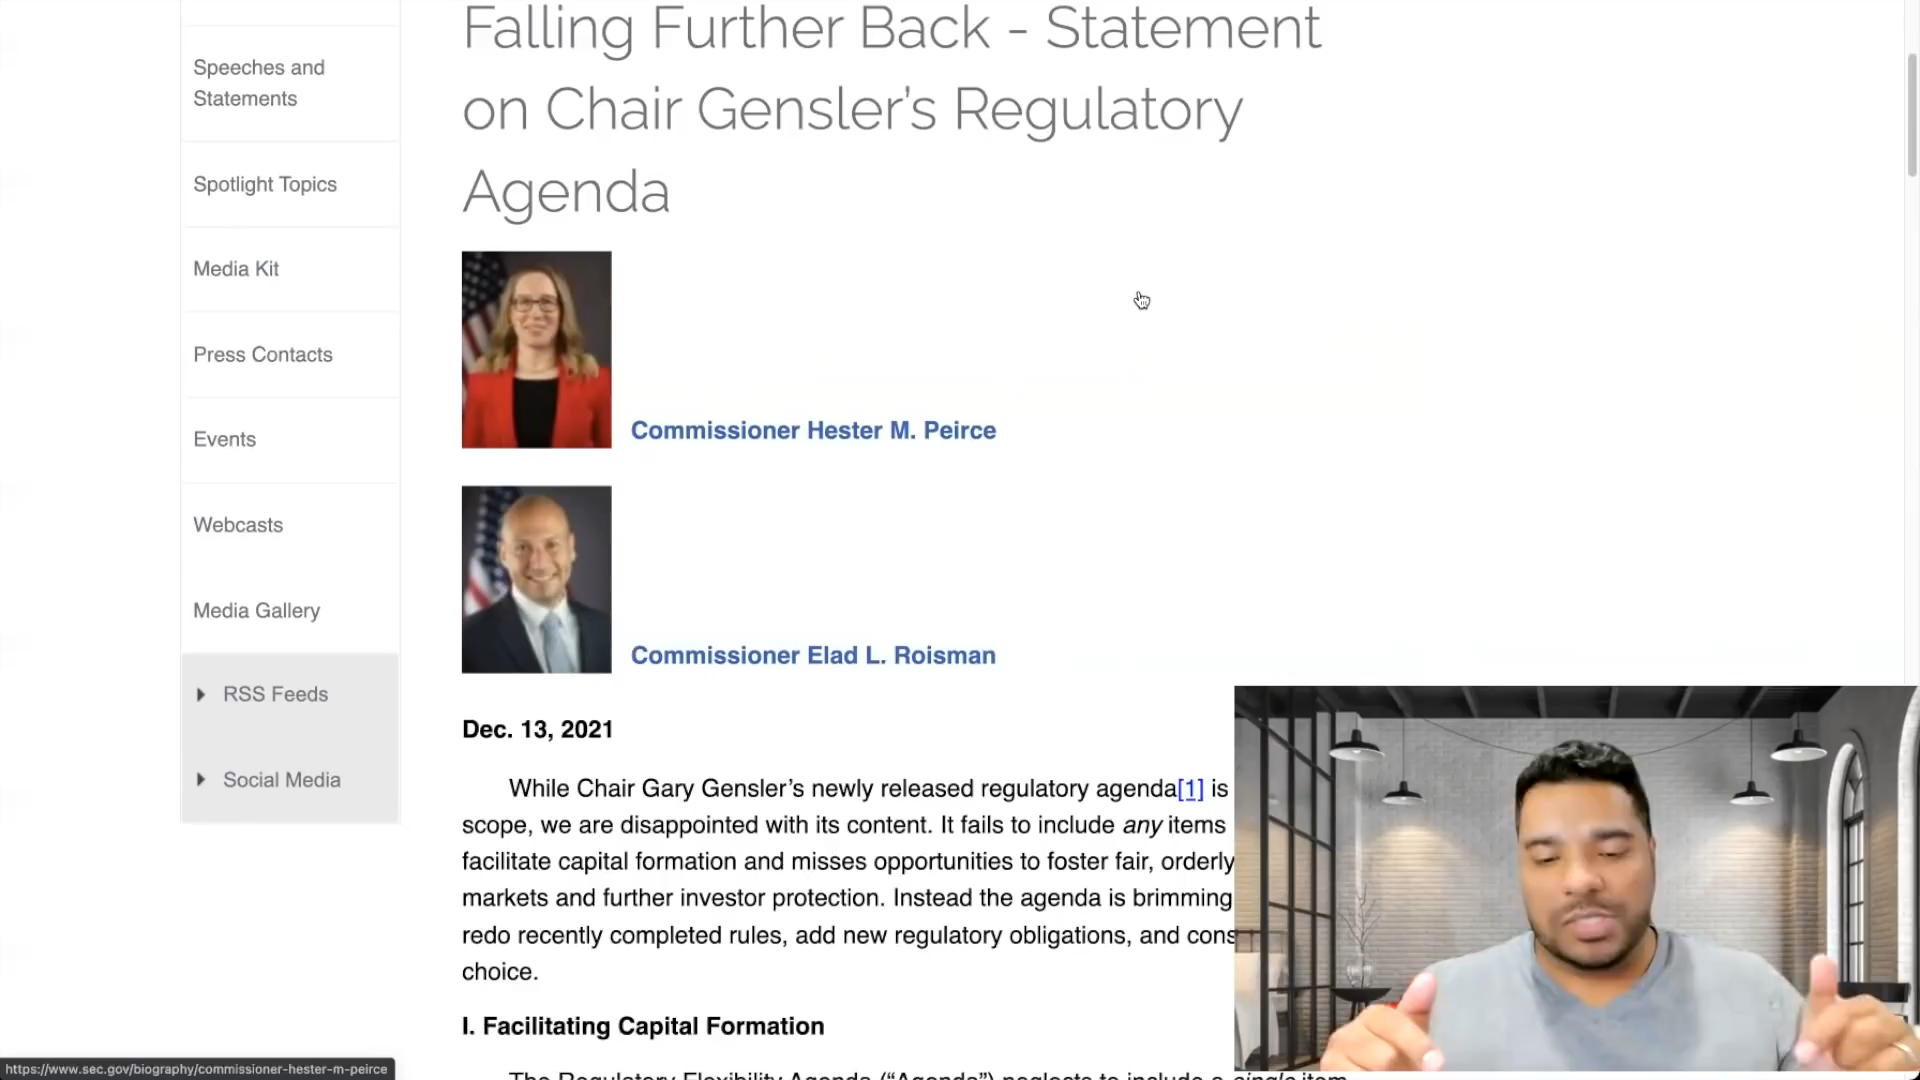 Falling Further Back - Statement
on Chair Gensler’s Regulatory
Agenda
Speeches and
Statements
Spotlight Topics
Media Kit
Press Contacts
Events
Webcasts
Media Gallery
RSS Feeds
Social Media
Commissioner Hester M. Peirce
Commissioner Elad L. Roisman
Dec. 13, 2021
While Chair Gary Gensler’s newly released regulatory agenda[1] is
scope, we are disappointed with its content. It fails to include any items
facilitate capital formation and misses opportunities to foster fair, orderly
markets and further investor protection. Instead the agenda is brimming
redo recently completed rules, add new regulatory obligations, and cons
choice.
I. Facilitating Capital Formation
The Regulatory Flexibility Agenda (“Agenda”) neglects to include a single item
https://www.sec.gov/biography/commissioner-hester-m-peirce